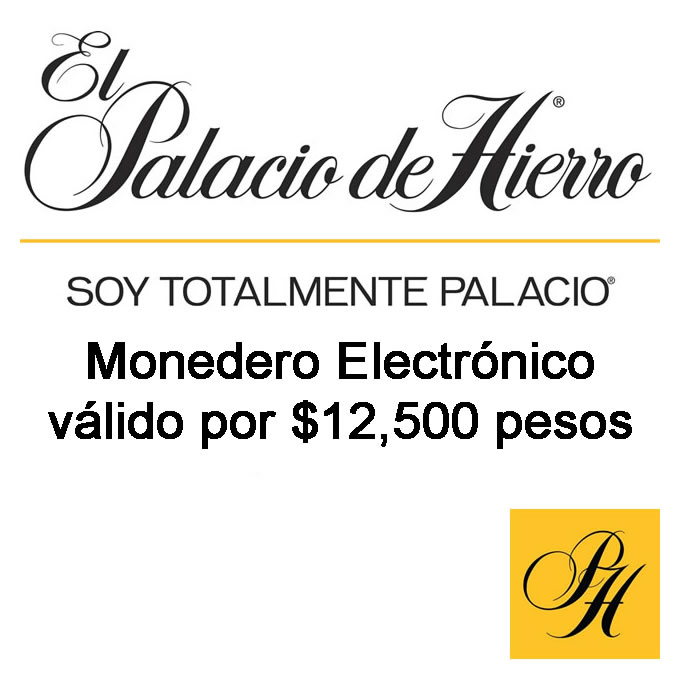 El
Palacio de Hierro®
SOY TOTALMENTE PALACIO®
Monedero Electrónico
válido por $12,500 pesos
PH